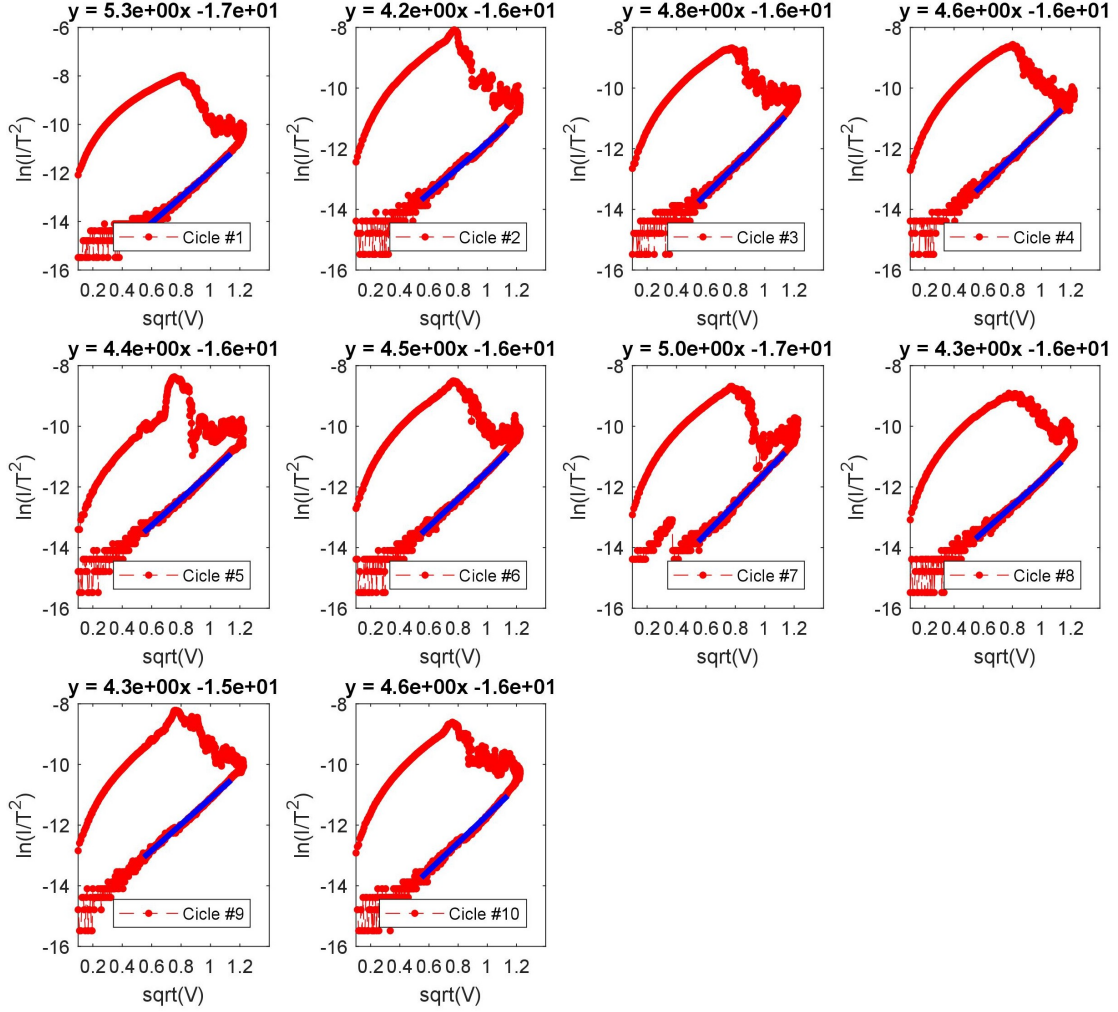 y = 5.3e+00x -1.7e+01
-6
-8
-10
-12
-14
-16
ln(I/T²)
Cicle #1
0.2 0.4 0.6 0.8 1 1.2
sqrt(V)
y = 4.2e+00x -1.6e+01
-8
-10
-12
-14
-16
ln(I/T²)
Cicle #2
0.2 0.4 0.6 0.8 1 1.2
sqrt(V)
y = 4.8e+00x -1.6e+01
-8
-10
-12
-14
-16
ln(I/T²)
Cicle #3
0.2 0.4 0.6 0.8 1 1.2
sqrt(V)
y = 4.6e+00x -1.6e+01
-8
-10
-12
-14
-16
ln(I/T²)
Cicle #4
0.2 0.4 0.6 0.8 1 1.2
sqrt(V)
y = 4.4e+00x -1.6e+01
-8
-10
-12
-14
-16
ln(I/T²)
Cicle #5
0.2 0.4 0.6 0.8 1 1.2
sqrt(V)
y = 4.5e+00x -1.6e+01
-8
-10
-12
-14
-16
ln(I/T²)
Cicle #6
0.2 0.4 0.6 0.8 1 1.2
sqrt(V)
y = 5.0e+00x -1.7e+01
-8
-10
-12
-14
-16
ln(I/T²)
Cicle #7
0.2 0.4 0.6 0.8 1 1.2
sqrt(V)
y = 4.3e+00x -1.6e+01
-8
-10
-12
-14
-16
ln(I/T²)
Cicle #8
0.2 0.4 0.6 0.8 1 1.2
sqrt(V)
y = 4.3e+00x -1.5e+01
-8
-10
-12
-14
-16
ln(I/T²)
Cicle #9
0.2 0.4 0.6 0.8 1 1.2
sqrt(V)
y = 4.6e+00x -1.6e+01
-8
-10
-12
-14
-16
ln(I/T²)
Cicle #10
0.2 0.4 0.6 0.8 1 1.2
sqrt(V)